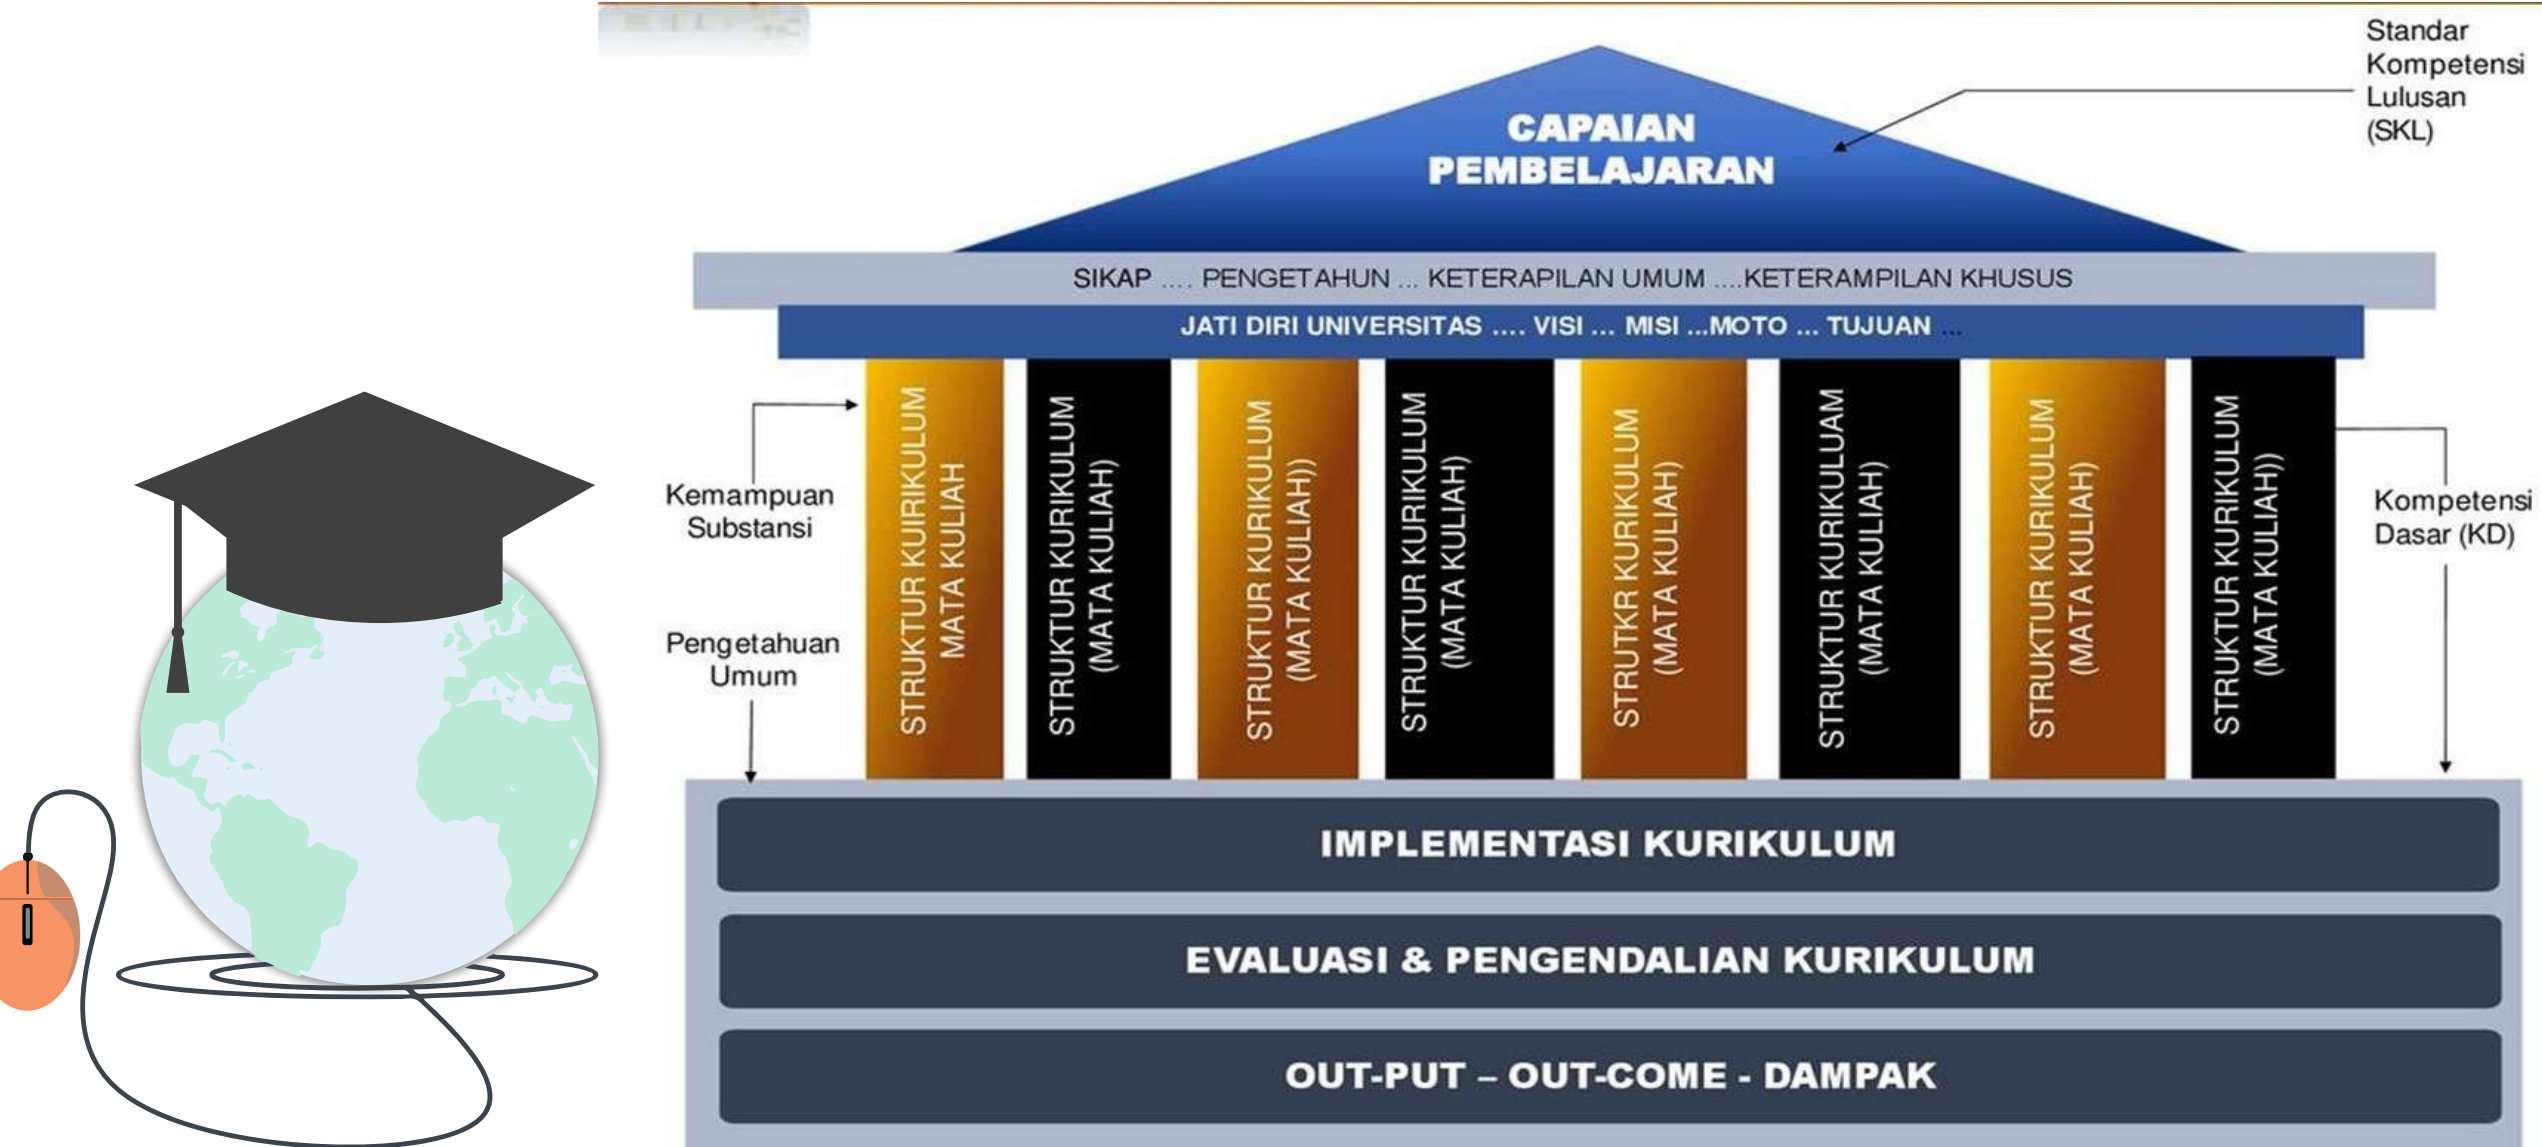 Standar
Kompetensi
Lulusan
(SKL)
CAPAIAN
PEMBELAJARAN
SIKAP .... PENGETAHUN ... KETERAPILAN UMUM ....KETERAMPILAN KHUSUS
JATI DIRI UNIVERSITAS .... VISI ... MISI ...MOTO ... TUJUAN ...
Kemampuan
Substansi
Pengetahuan
Umum
STRUKTUR KUIRIKULUM
MATA KULIAH
STRUKTUR KURIKULUM
(MATA KULIAH)
STRUKTUR KURIKULUM
(MATA KULIAH))
STRUKTUR KURIKULUM
(MATA KULIAH)
STRUTKR KURIKULUM
(MATA KULIAH)
STRUKTUR KURIKULUAM
(MATA KULIAH)
STRUKTUR KURIKULUM
(MATA KULIAH)
STRUKTUR KURIKULUM
(MATA KULIAH))
Kompetensi
Dasar (KD)
IMPLEMENTASI KURIKULUM
EVALUASI & PENGENDALIAN KURIKULUM
OUT-PUT – OUT-COME - DAMPAK